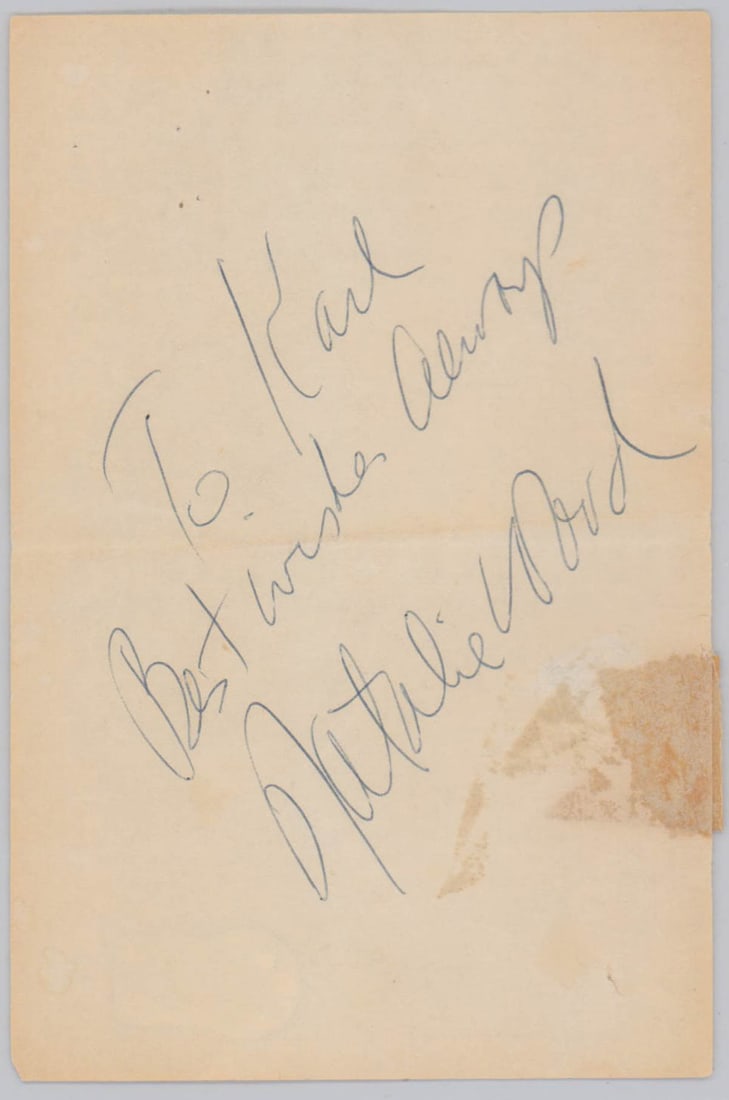 To Karl
Best wishes Always
Natalie Wood